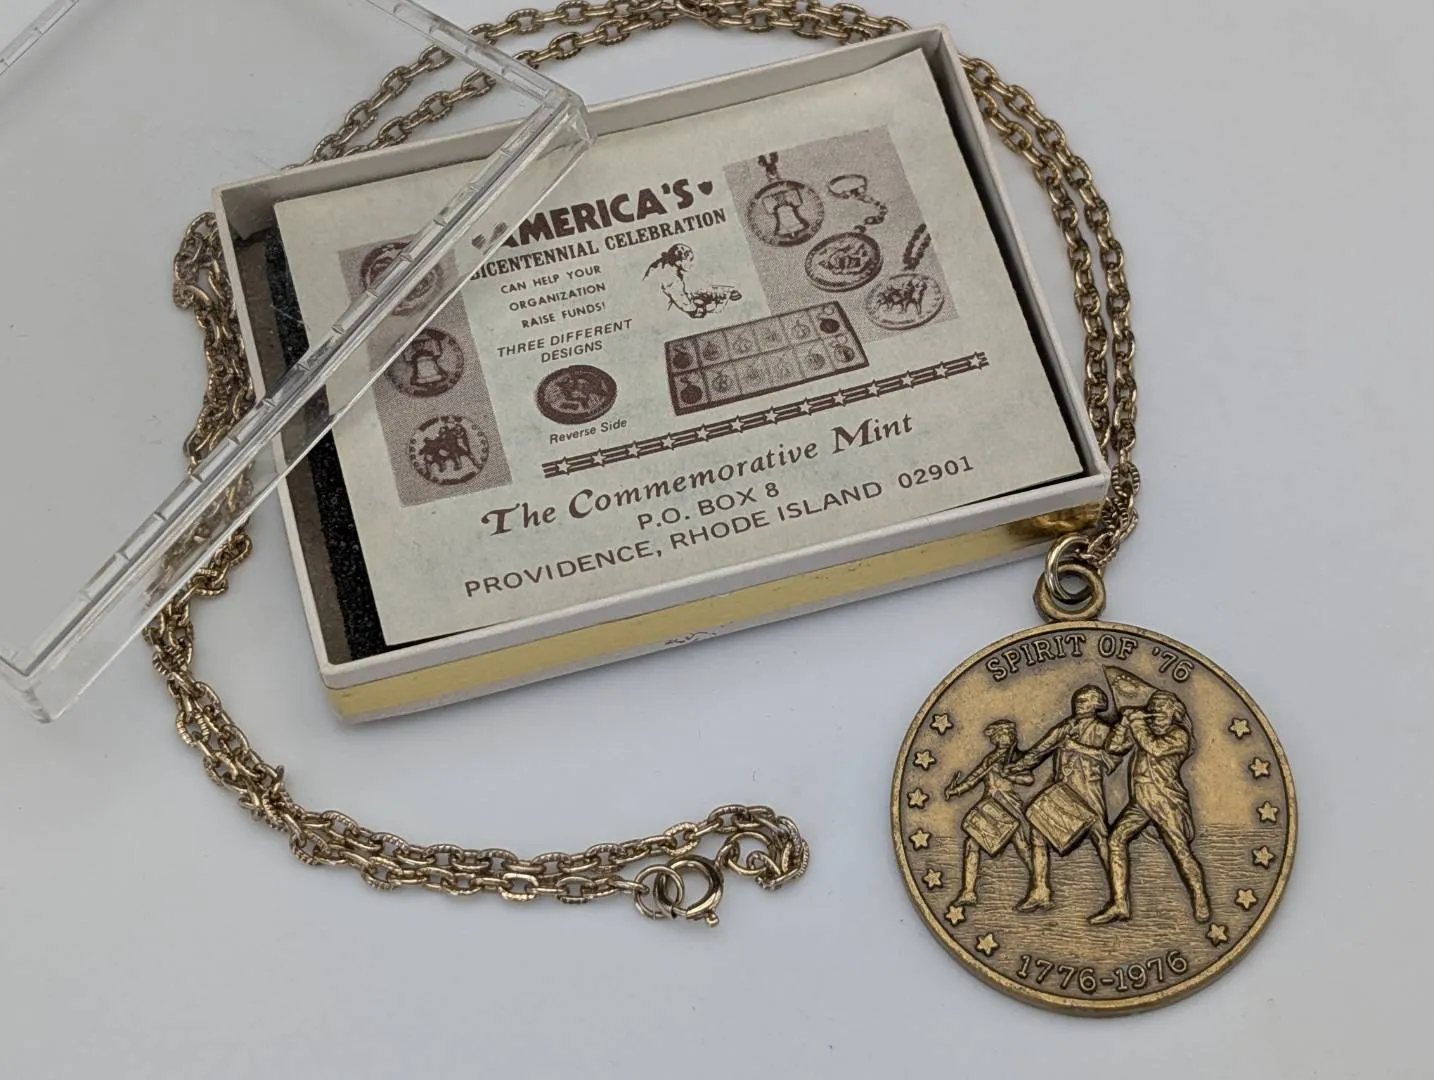 AMERICA'S
BICENTENNIAL CELEBRATION
CAN HELP YOUR
ORGANIZATION
RAISE FUNDS!
THREE DIFFERENT
DESIGNS
Reverse Side
The Commemorative Mint
P.O. BOX 8
PROVIDENCE, RHODE ISLAND 02901
SPIRIT OF '76
1776-1976